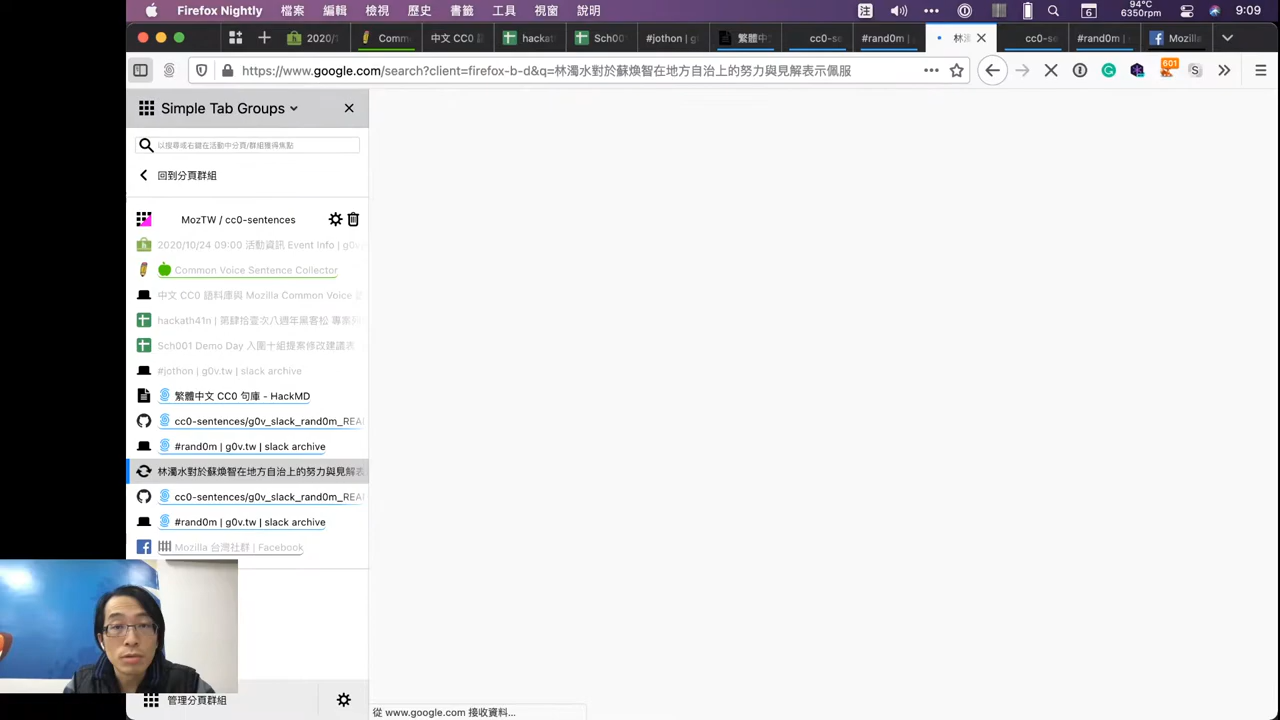 Firefox Nightly 檔案 編輯 檢視 歷史 書籤 工具 視窗 說明 注 6 94°C 6350rpm 9:09
2020/1 Comm 中文 CC0 hackat Sch00 #jothon | g 繁體中 cc0-se #rand0m | 林濁 cc0-se #rand0m | Mozilla
https://www.google.com/search?client=firefox-b-d&q=林濁水對於蘇煥智在地方自治上的努力與見解表示佩服 601
Simple Tab Groups
以搜尋或右鍵在活動中分頁/群組獲得焦點
回到分頁群組
MozTW / cc0-sentences
2020/10/24 09:00 活動資訊 Event Info | g0v.
Common Voice Sentence Collector
中文 CC0 語料庫與 Mozilla Common Voice
hackath41n | 第肆拾壹次八週年黑客松 專案
Sch001 Demo Day 入圍十組提案修改建議表
#jothon | g0v.tw | slack archive
繁體中文 CC0 句庫 - HackMD
cc0-sentences/g0v_slack_rand0m_REA
#rand0m | g0v.tw | slack archive
林濁水對於蘇煥智在地方自治上的努力與見解表
cc0-sentences/g0v_slack_rand0m_REA
#rand0m | g0v.tw | slack archive
Mozilla 台灣社群 | Facebook
管理分頁群組
從 www.google.com 接收資料...